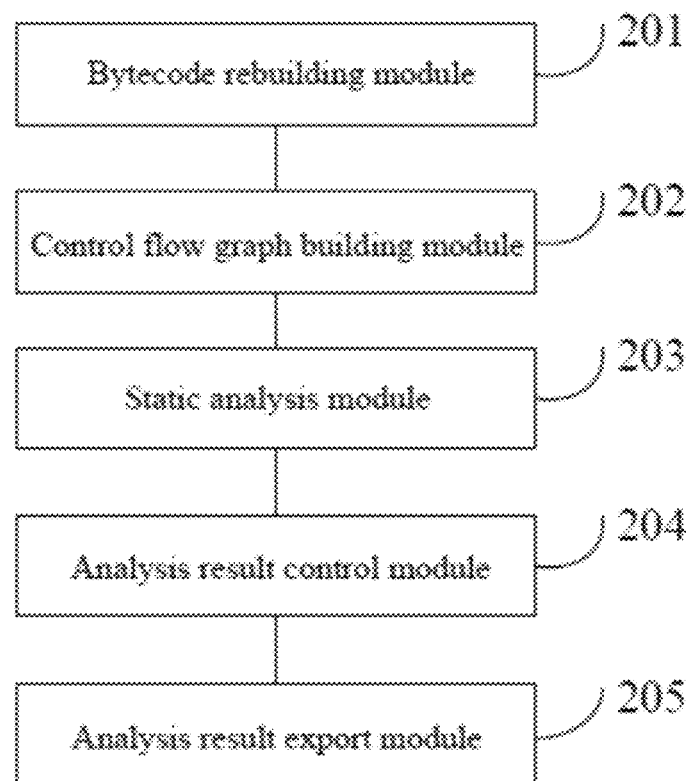 201
Bytecode rebuilding module
202
Control flow graph building module
203
Static analysis module
204
Analysis result control module
205
Analysis result export module